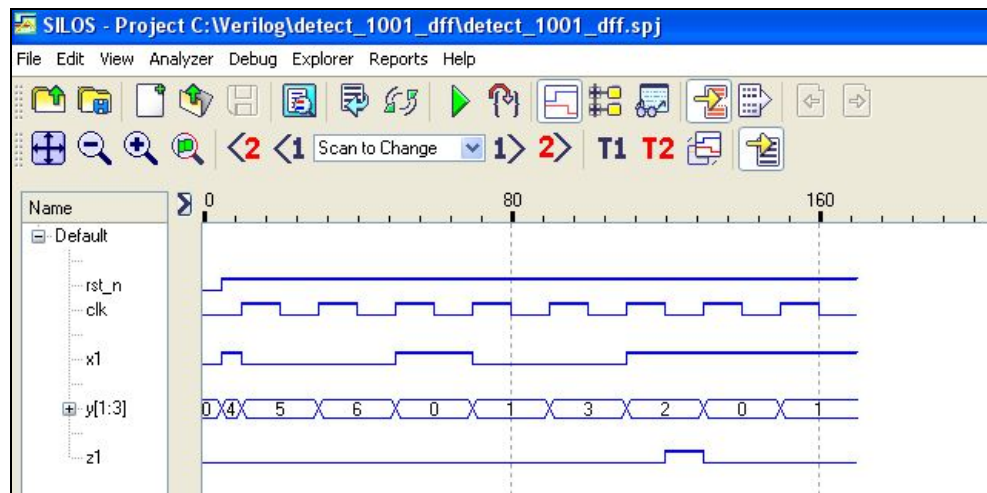 SILOS - Project C:\Verilog\detect_1001_dff\detect_1001_dff.spj
File Edit View Analyzer Debug Explorer Reports Help
2 1 Scan to Change 1 2 T1 T2
Name Σ 0 80 160
Default
rst_n
clk
x1
y[1:3] 0 4 5 6 0 1 3 2 0 1
z1